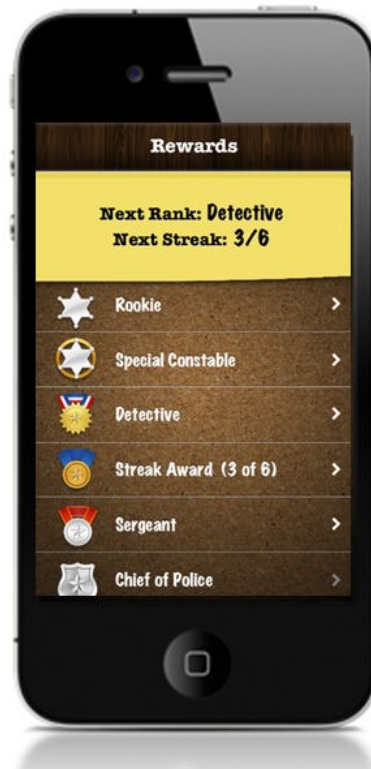 Rewards
Next Rank: Detective
Next Streak: 3/6
Rookie
Special Constable
Detective
Streak Award (3 of 6)
Sergeant
Chief of Police